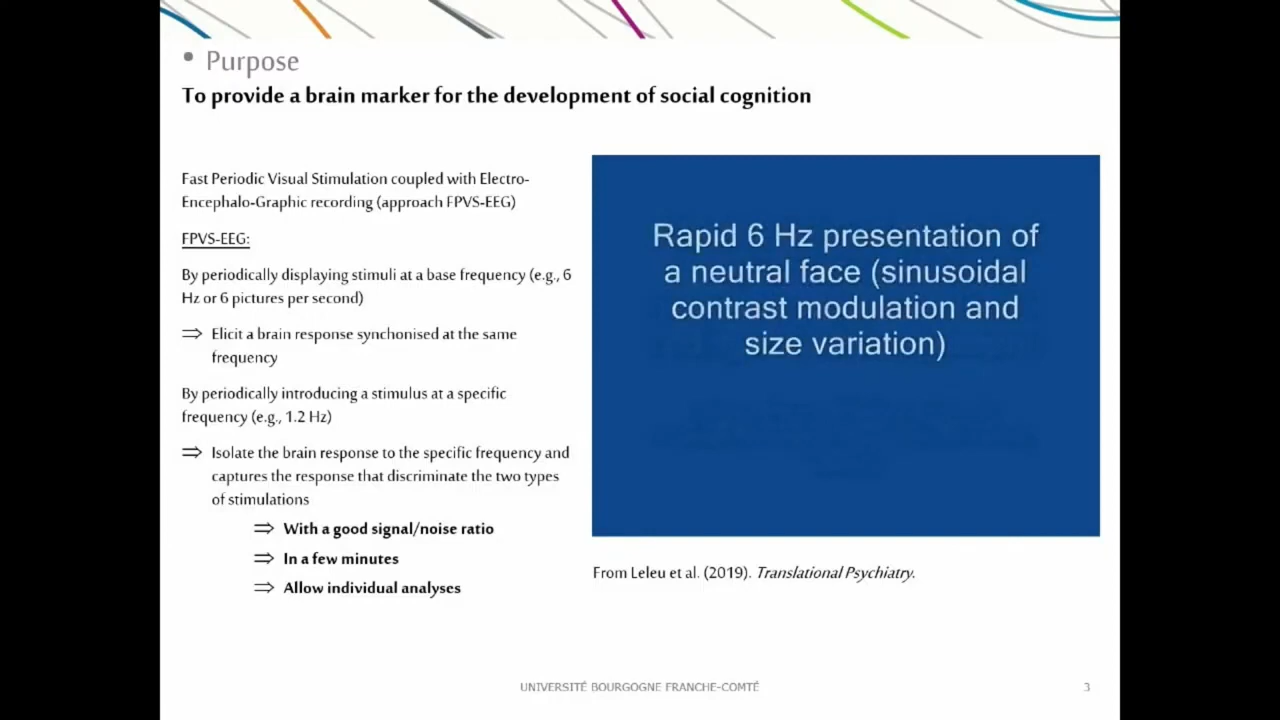 • Purpose
To provide a brain marker for the development of social cognition
Fast Periodic Visual Stimulation coupled with Electro-
Encephalo-Graphic recording (approach FPVS-EEG)
FPVS-EEG:
By periodically displaying stimuli at a base frequency (e.g., 6
Hz or 6 pictures per second)
⇒ Elicit a brain response synchonised at the same
frequency
By periodically introducing a stimulus at a specific
frequency (e.g., 1.2 Hz)
⇒ Isolate the brain response to the specific frequency and
captures the response that discriminate the two types
of stimulations
⇒ With a good signal/noise ratio
⇒ In a few minutes
⇒ Allow individual analyses
Rapid 6 Hz presentation of
a neutral face (sinusoidal
contrast modulation and
size variation)
From Leleu et al. (2019). Translational Psychiatry.
UNIVERSITÉ BOURGOGNE FRANCHE-COMTÉ
3